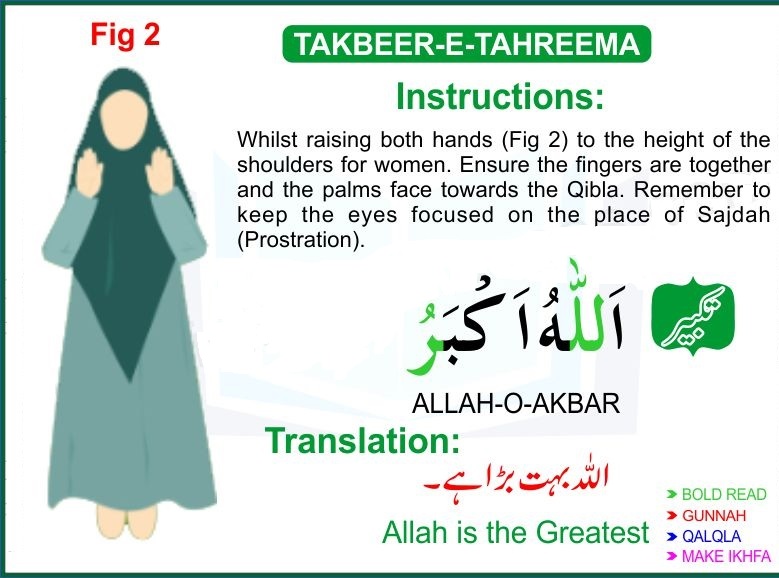 Fig 2
TAKBEER-E-TAHREEMA
Instructions:
Whilst raising both hands (Fig 2) to the height of the
shoulders for women. Ensure the fingers are together
and the palms face towards the Qibla. Remember to
keep the eyes focused on the place of Sajdah
(Prostration).
اَللّٰهُ اَكْبَرُ
تکبیر
ALLAH-O-AKBAR
Translation:
اللہ بہت بڑا ہے۔
Allah is the Greatest
BOLD READ
GUNNAH
QALQLA
MAKE IKHFA